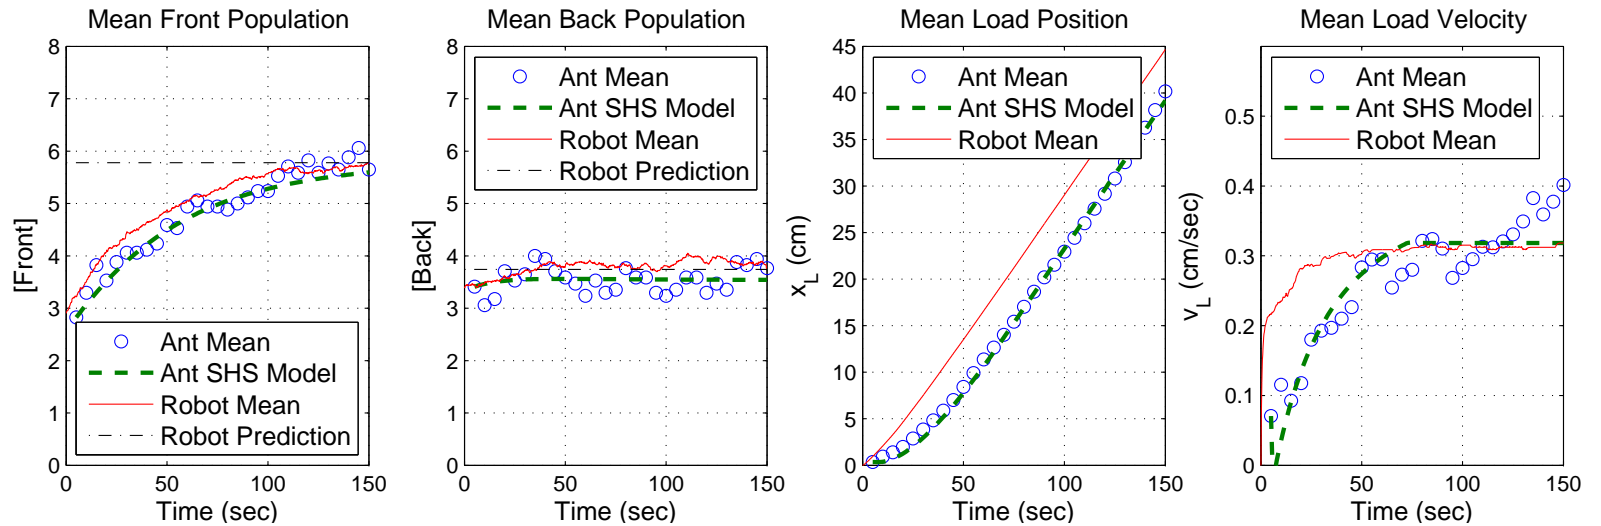 Mean Front Population
8
7
6
5
4
3
2
1
0
[Front]
Ant Mean
Ant SHS Model
Robot Mean
Robot Prediction
0 50 100 150
Time (sec)
Mean Back Population
8
7
6
5
4
3
2
1
0
[Back]
Ant Mean
Ant SHS Model
Robot Mean
Robot Prediction
0 50 100 150
Time (sec)
Mean Load Position
45
40
35
30
25
20
15
10
5
0
x_L (cm)
Ant Mean
Ant SHS Model
Robot Mean
0 50 100 150
Time (sec)
Mean Load Velocity
0.5
0.4
0.3
0.2
0.1
0
v_L (cm/sec)
Ant Mean
Ant SHS Model
Robot Mean
0 50 100 150
Time (sec)